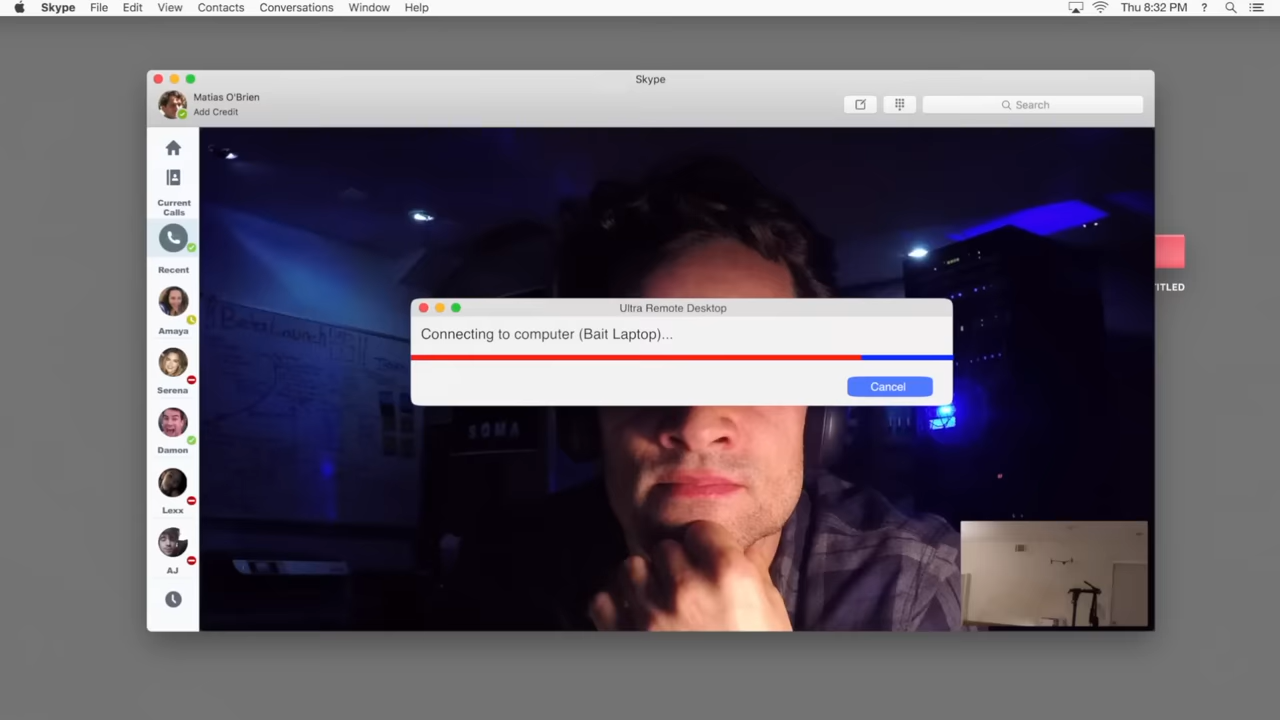 Skype File Edit View Contacts Conversations Window Help
Thu 8:32 PM ?
Skype
Matias O'Brien
Add Credit
Search
Current
Calls
Recent
Amaya
Serena
Damon
Lexx
AJ
Ultra Remote Desktop
Connecting to computer (Bait Laptop)...
Cancel
SOMA
TITLED